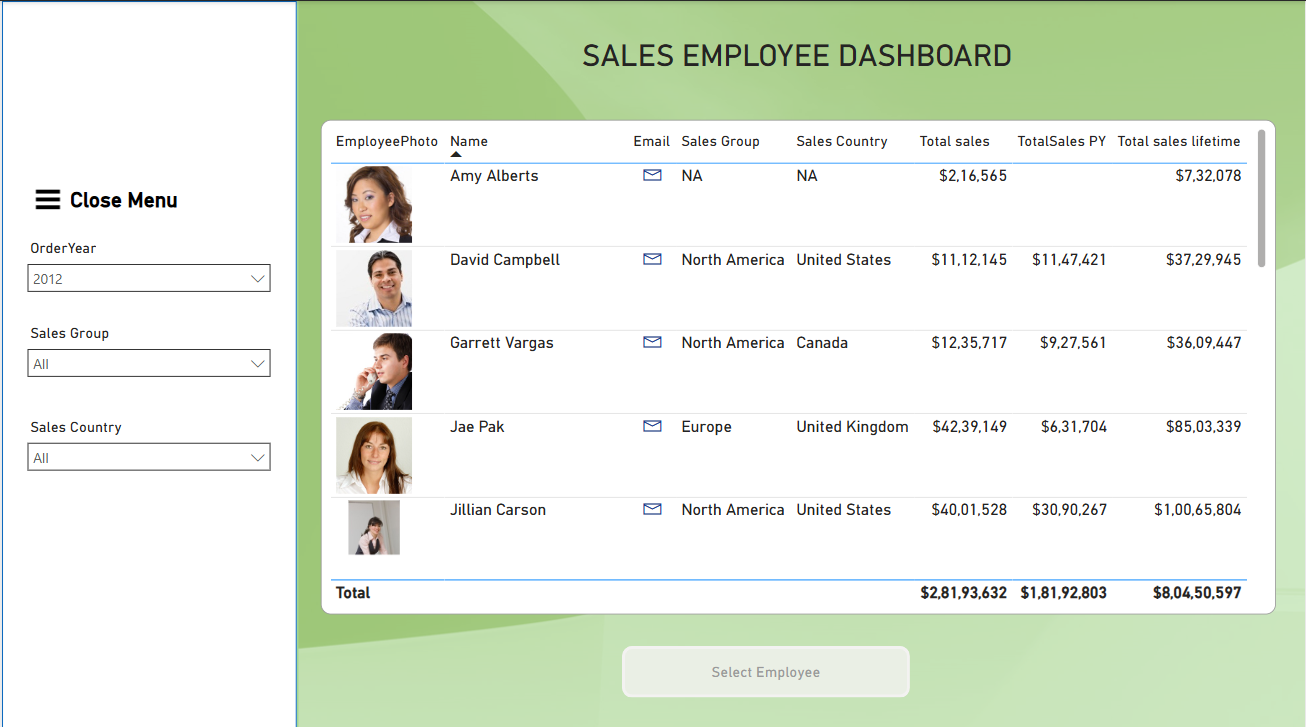 SALES EMPLOYEE DASHBOARD
Close Menu
OrderYear
2012
Sales Group
All
Sales Country
All
EmployeePhoto Name Email Sales Group Sales Country Total sales TotalSales PY Total sales lifetime
Amy Alberts NA NA $2,16,565 $7,32,078
David Campbell North America United States $11,12,145 $11,47,421 $37,29,945
Garrett Vargas North America Canada $12,35,717 $9,27,561 $36,09,447
Jae Pak Europe United Kingdom $42,39,149 $6,31,704 $85,03,339
Jillian Carson North America United States $40,01,528 $30,90,267 $1,00,65,804
Total $2,81,93,632 $1,81,92,803 $8,04,50,597
Select Employee